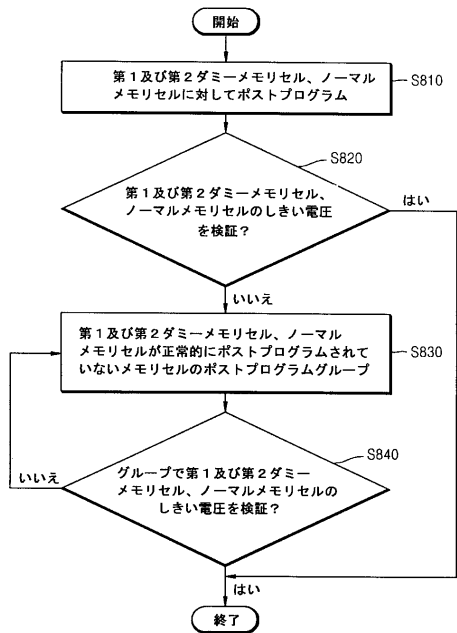 開始
第1及び第2ダミーメモリセル、ノーマル
メモリセルに対してポストプログラム
S810
S820
第1及び第2ダミーメモリセル、
ノーマルメモリセルのしきい電圧
を検証?
はい
いいえ
第1及び第2ダミーメモリセル、ノーマル
メモリセルが正常的にポストプログラムされて
いないメモリセルのポストプログラムグループ
S830
S840
いいえ
グループで第1及び第2ダミー
メモリセル、ノーマルメモリセルの
しきい電圧を検証?
はい
終了